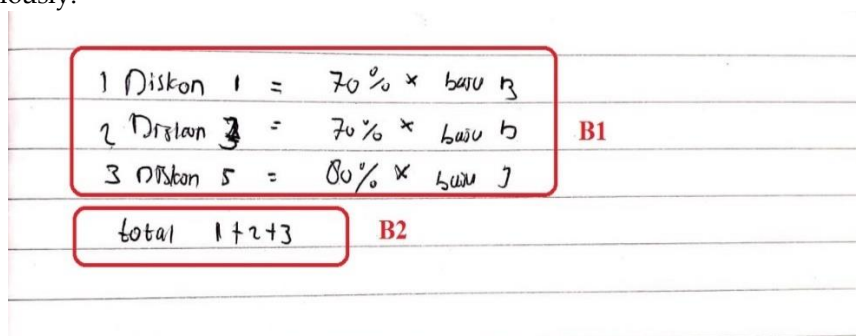 iously.
1 Diskon 1 = 70% * baju B
2 Diskon 3 = 70% * baju D
3 Diskon 5 = 80% * baju J
B1
total 1+2+3
B2